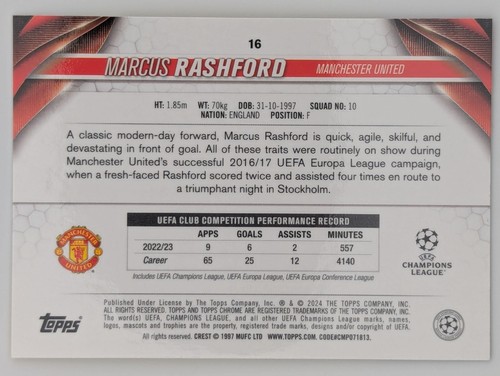 16
MARCUS RASHFORD MANCHESTER UNITED
HT: 1.85m WT: 70kg DOB: 31-10-1997 SQUAD NO: 10
NATION: ENGLAND POSITION: F
A classic modern-day forward, Marcus Rashford is quick, agile, skilful, and
devastating in front of goal. All of these traits were routinely on show during
Manchester United's successful 2016/17 UEFA Europa League campaign,
when a fresh-faced Rashford scored twice and assisted four times en route to
a triumphant night in Stockholm.
UEFA CLUB COMPETITION PERFORMANCE RECORD
APPS GOALS ASSISTS MINUTES
2022/23 9 6 2 557
Career 65 25 12 4140
Includes UEFA Champions League, UEFA Europa League, UEFA Europa Conference League
MANCHESTER
UNITED
CHAMPIONS
LEAGUE
Topps
Published Under License by The Topps Company, Inc. ® & © 2024 THE TOPPS COMPANY, INC.
ALL RIGHTS RESERVED. TOPPS AND TOPPS CHROME ARE REGISTERED TRADEMARKS OF THE TOPPS COMPANY, INC.
The word(s) UEFA, CHAMPIONS LEAGUE, and all other UEFA CHAMPIONS LEAGUE marks, names,
logos, mascots and trophies are the property, registered trade marks, designs and/or copyright of UEFA.
All rights reserved. CREST © 1997 MUFC LTD WWW.TOPPS.COM. CODE#CMP071813.